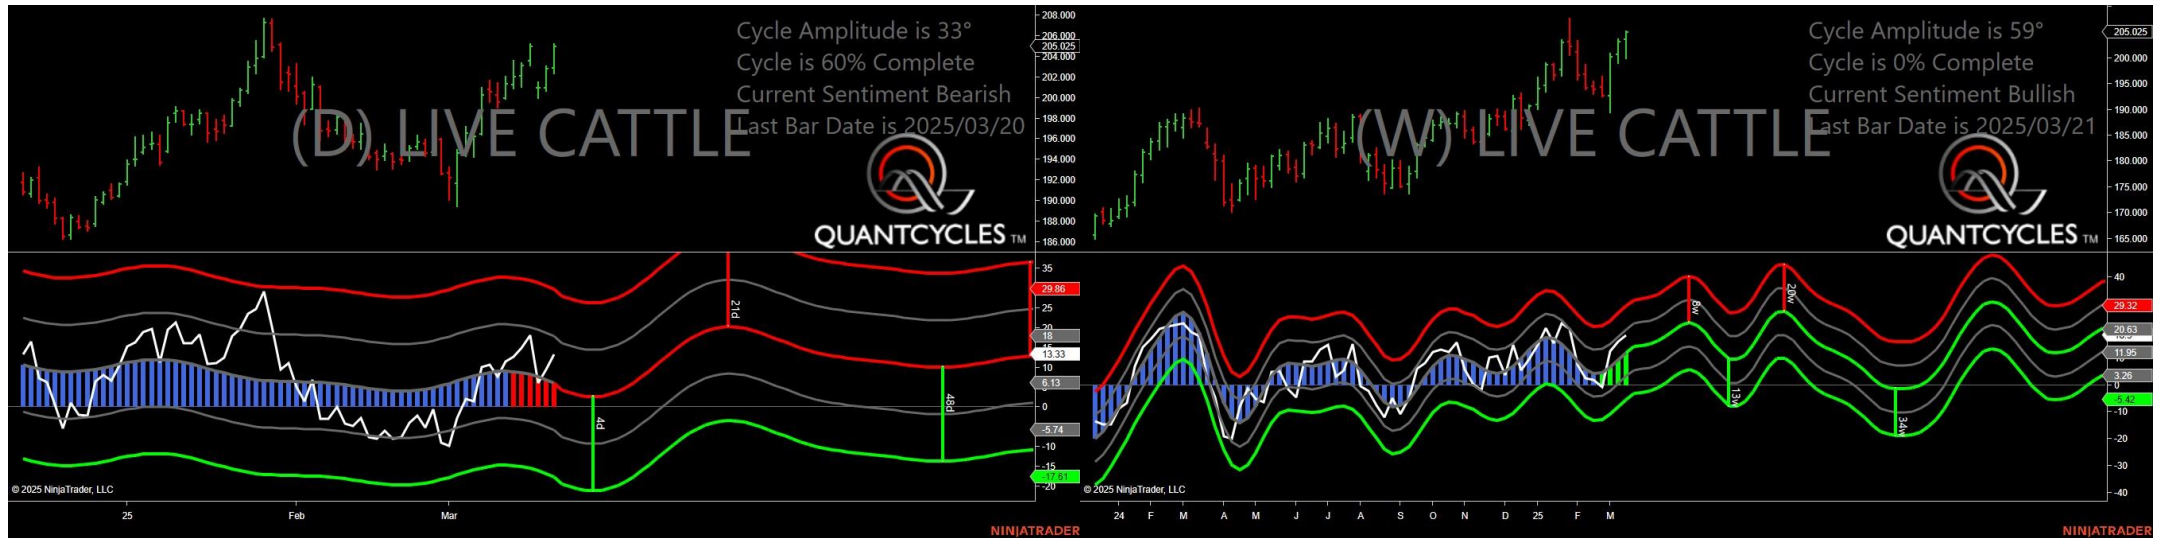 Cycle Amplitude is 33°
Cycle is 60% Complete
Current Sentiment Bearish
Last Bar Date is 2025/03/20
(D) LIVE CATTLE
QUANTCYCLES TM
208.000
206.000
205.025
204.000
202.000
200.000
198.000
196.000
194.000
192.000
190.000
188.000
186.000
35
29.86
25
20
18
15
13.33
10
6.13
5
0
-5.74
-10
-15
-17.61
-20
21d
4d
48d
© 2025 NinjaTrader, LLC
25 Feb Mar
NINJATRADER
Cycle Amplitude is 59°
Cycle is 0% Complete
Current Sentiment Bullish
Last Bar Date is 2025/03/21
(W) LIVE CATTLE
QUANTCYCLES TM
205.025
200.000
195.000
190.000
185.000
180.000
175.000
170.000
165.000
40
29.32
20.63
11.95
10
3.26
0
-5.42
-10
-20
-30
-40
8w
20w
13w
34w
© 2025 NinjaTrader, LLC
24 F M A M J J A S O N D 25 F M
NINJATRADER